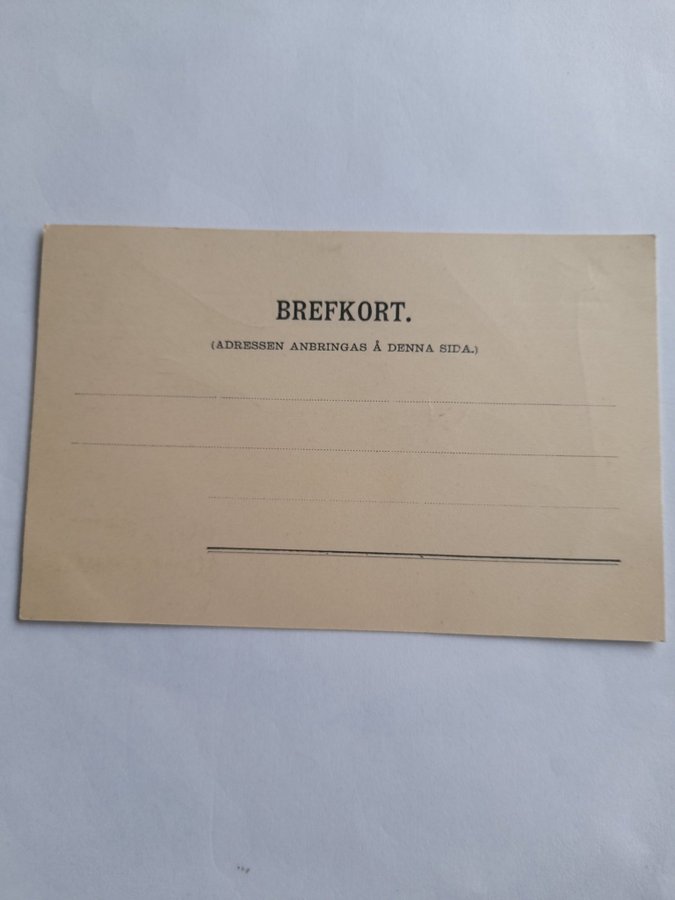 BREFKORT.
(ADRESSEN ANBRINGAS Å DENNA SIDA.)